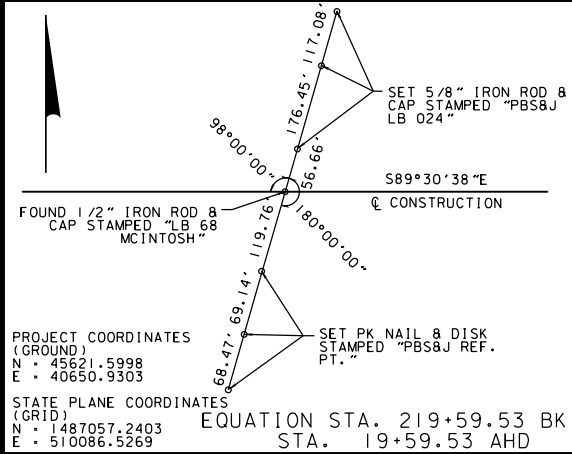 117.08'
176.45'
SET 5/8" IRON ROD &
CAP STAMPED "PBS&J
LB 024"
98°00'00"
56.66'
S89°30'38"E
℄ CONSTRUCTION
FOUND 1/2" IRON ROD &
CAP STAMPED "LB 68
MCINTOSH"
180°00'00"
119.76'
69.14'
68.47'
SET PK NAIL & DISK
STAMPED "PBS&J REF.
PT."
PROJECT COORDINATES
(GROUND)
N = 45621.5998
E = 40650.9303
STATE PLANE COORDINATES
(GRID)
N = 1487057.2403
E = 510086.5269
EQUATION STA. 219+59.53 BK
STA. 19+59.53 AHD